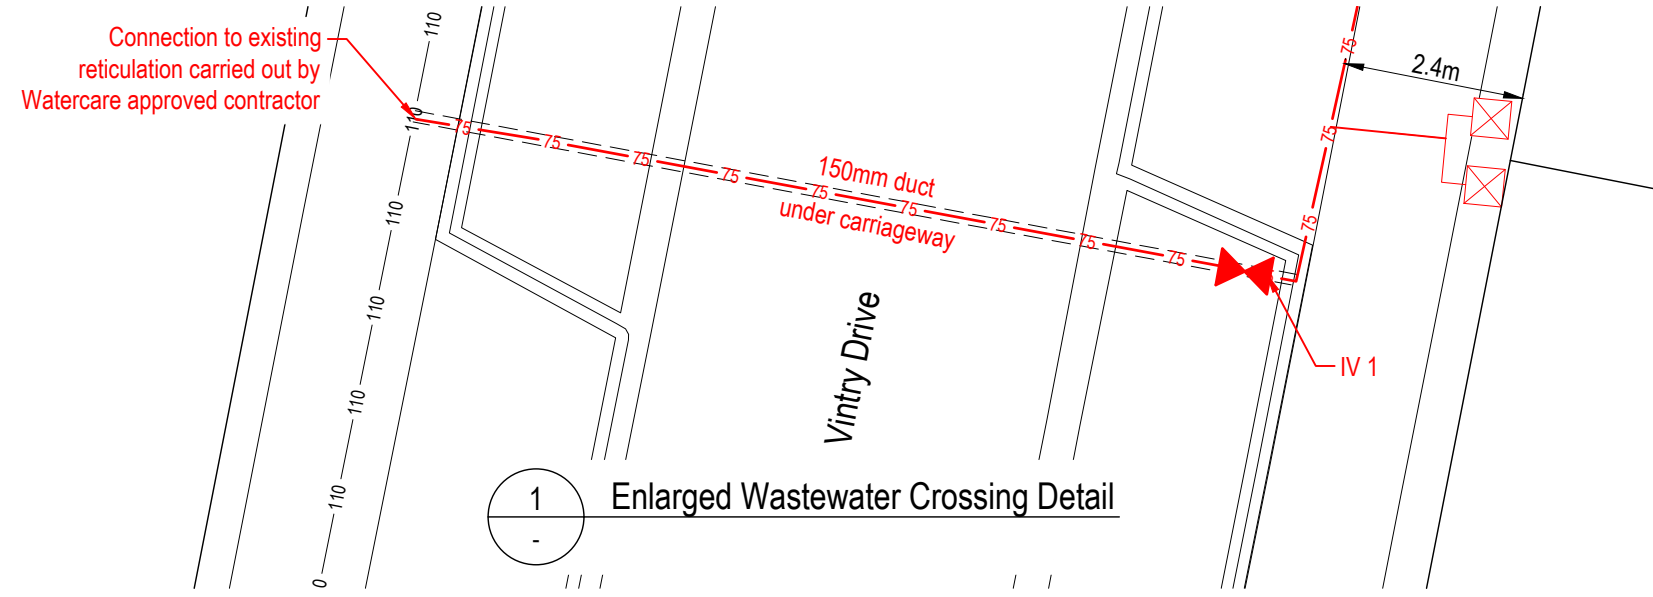 Connection to existing
reticulation carried out by
Watercare approved contractor
110
110
110
110
110
110
0
75
75
75
75
75
75
75
75
75
150mm duct
under carriageway
75
75
75
2.4m
IV 1
Vintry Drive
1
-
Enlarged Wastewater Crossing Detail